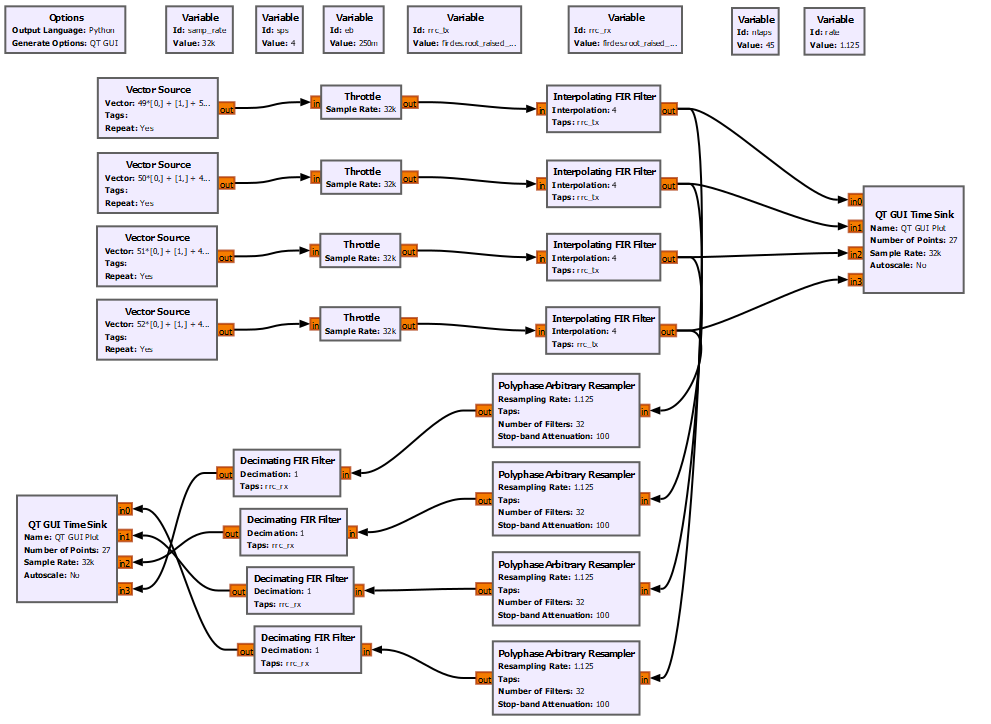 Options
Output Language: Python
Generate Options: QT GUI
Variable
Id: samp_rate
Value: 32k
Variable
Id: sps
Value: 4
Variable
Id: eb
Value: 250m
Variable
Id: rrc_tx
Value: firdes.root_raised_...
Variable
Id: rrc_rx
Value: firdes.root_raised_...
Variable
Id: ntaps
Value: 45
Variable
Id: rate
Value: 1.125
Vector Source
Vector: 49*[0,] + [1,] + 5...
Tags:
Repeat: Yes
out
in
Throttle
Sample Rate: 32k
out
in
Interpolating FIR Filter
Interpolation: 4
Taps: rrc_tx
out
Vector Source
Vector: 50*[0,] + [1,] + 4...
Tags:
Repeat: Yes
out
in
Throttle
Sample Rate: 32k
out
in
Interpolating FIR Filter
Interpolation: 4
Taps: rrc_tx
out
Vector Source
Vector: 51*[0,] + [1,] + 4...
Tags:
Repeat: Yes
out
in
Throttle
Sample Rate: 32k
out
in
Interpolating FIR Filter
Interpolation: 4
Taps: rrc_tx
out
Vector Source
Vector: 52*[0,] + [1,] + 4...
Tags:
Repeat: Yes
out
in
Throttle
Sample Rate: 32k
out
in
Interpolating FIR Filter
Interpolation: 4
Taps: rrc_tx
out
in0
in1
in2
in3
QT GUI Time Sink
Name: QT GUI Plot
Number of Points: 27
Sample Rate: 32k
Autoscale: No
out
Polyphase Arbitrary Resampler
Resampling Rate: 1.125
Taps:
Number of Filters: 32
Stop-band Attenuation: 100
in
out
Polyphase Arbitrary Resampler
Resampling Rate: 1.125
Taps:
Number of Filters: 32
Stop-band Attenuation: 100
in
out
Polyphase Arbitrary Resampler
Resampling Rate: 1.125
Taps:
Number of Filters: 32
Stop-band Attenuation: 100
in
out
Polyphase Arbitrary Resampler
Resampling Rate: 1.125
Taps:
Number of Filters: 32
Stop-band Attenuation: 100
in
out
Decimating FIR Filter
Decimation: 1
Taps: rrc_rx
in
out
Decimating FIR Filter
Decimation: 1
Taps: rrc_rx
in
out
Decimating FIR Filter
Decimation: 1
Taps: rrc_rx
in
out
Decimating FIR Filter
Decimation: 1
Taps: rrc_rx
in
QT GUI Time Sink
Name: QT GUI Plot
Number of Points: 27
Sample Rate: 32k
Autoscale: No
in0
in1
in2
in3